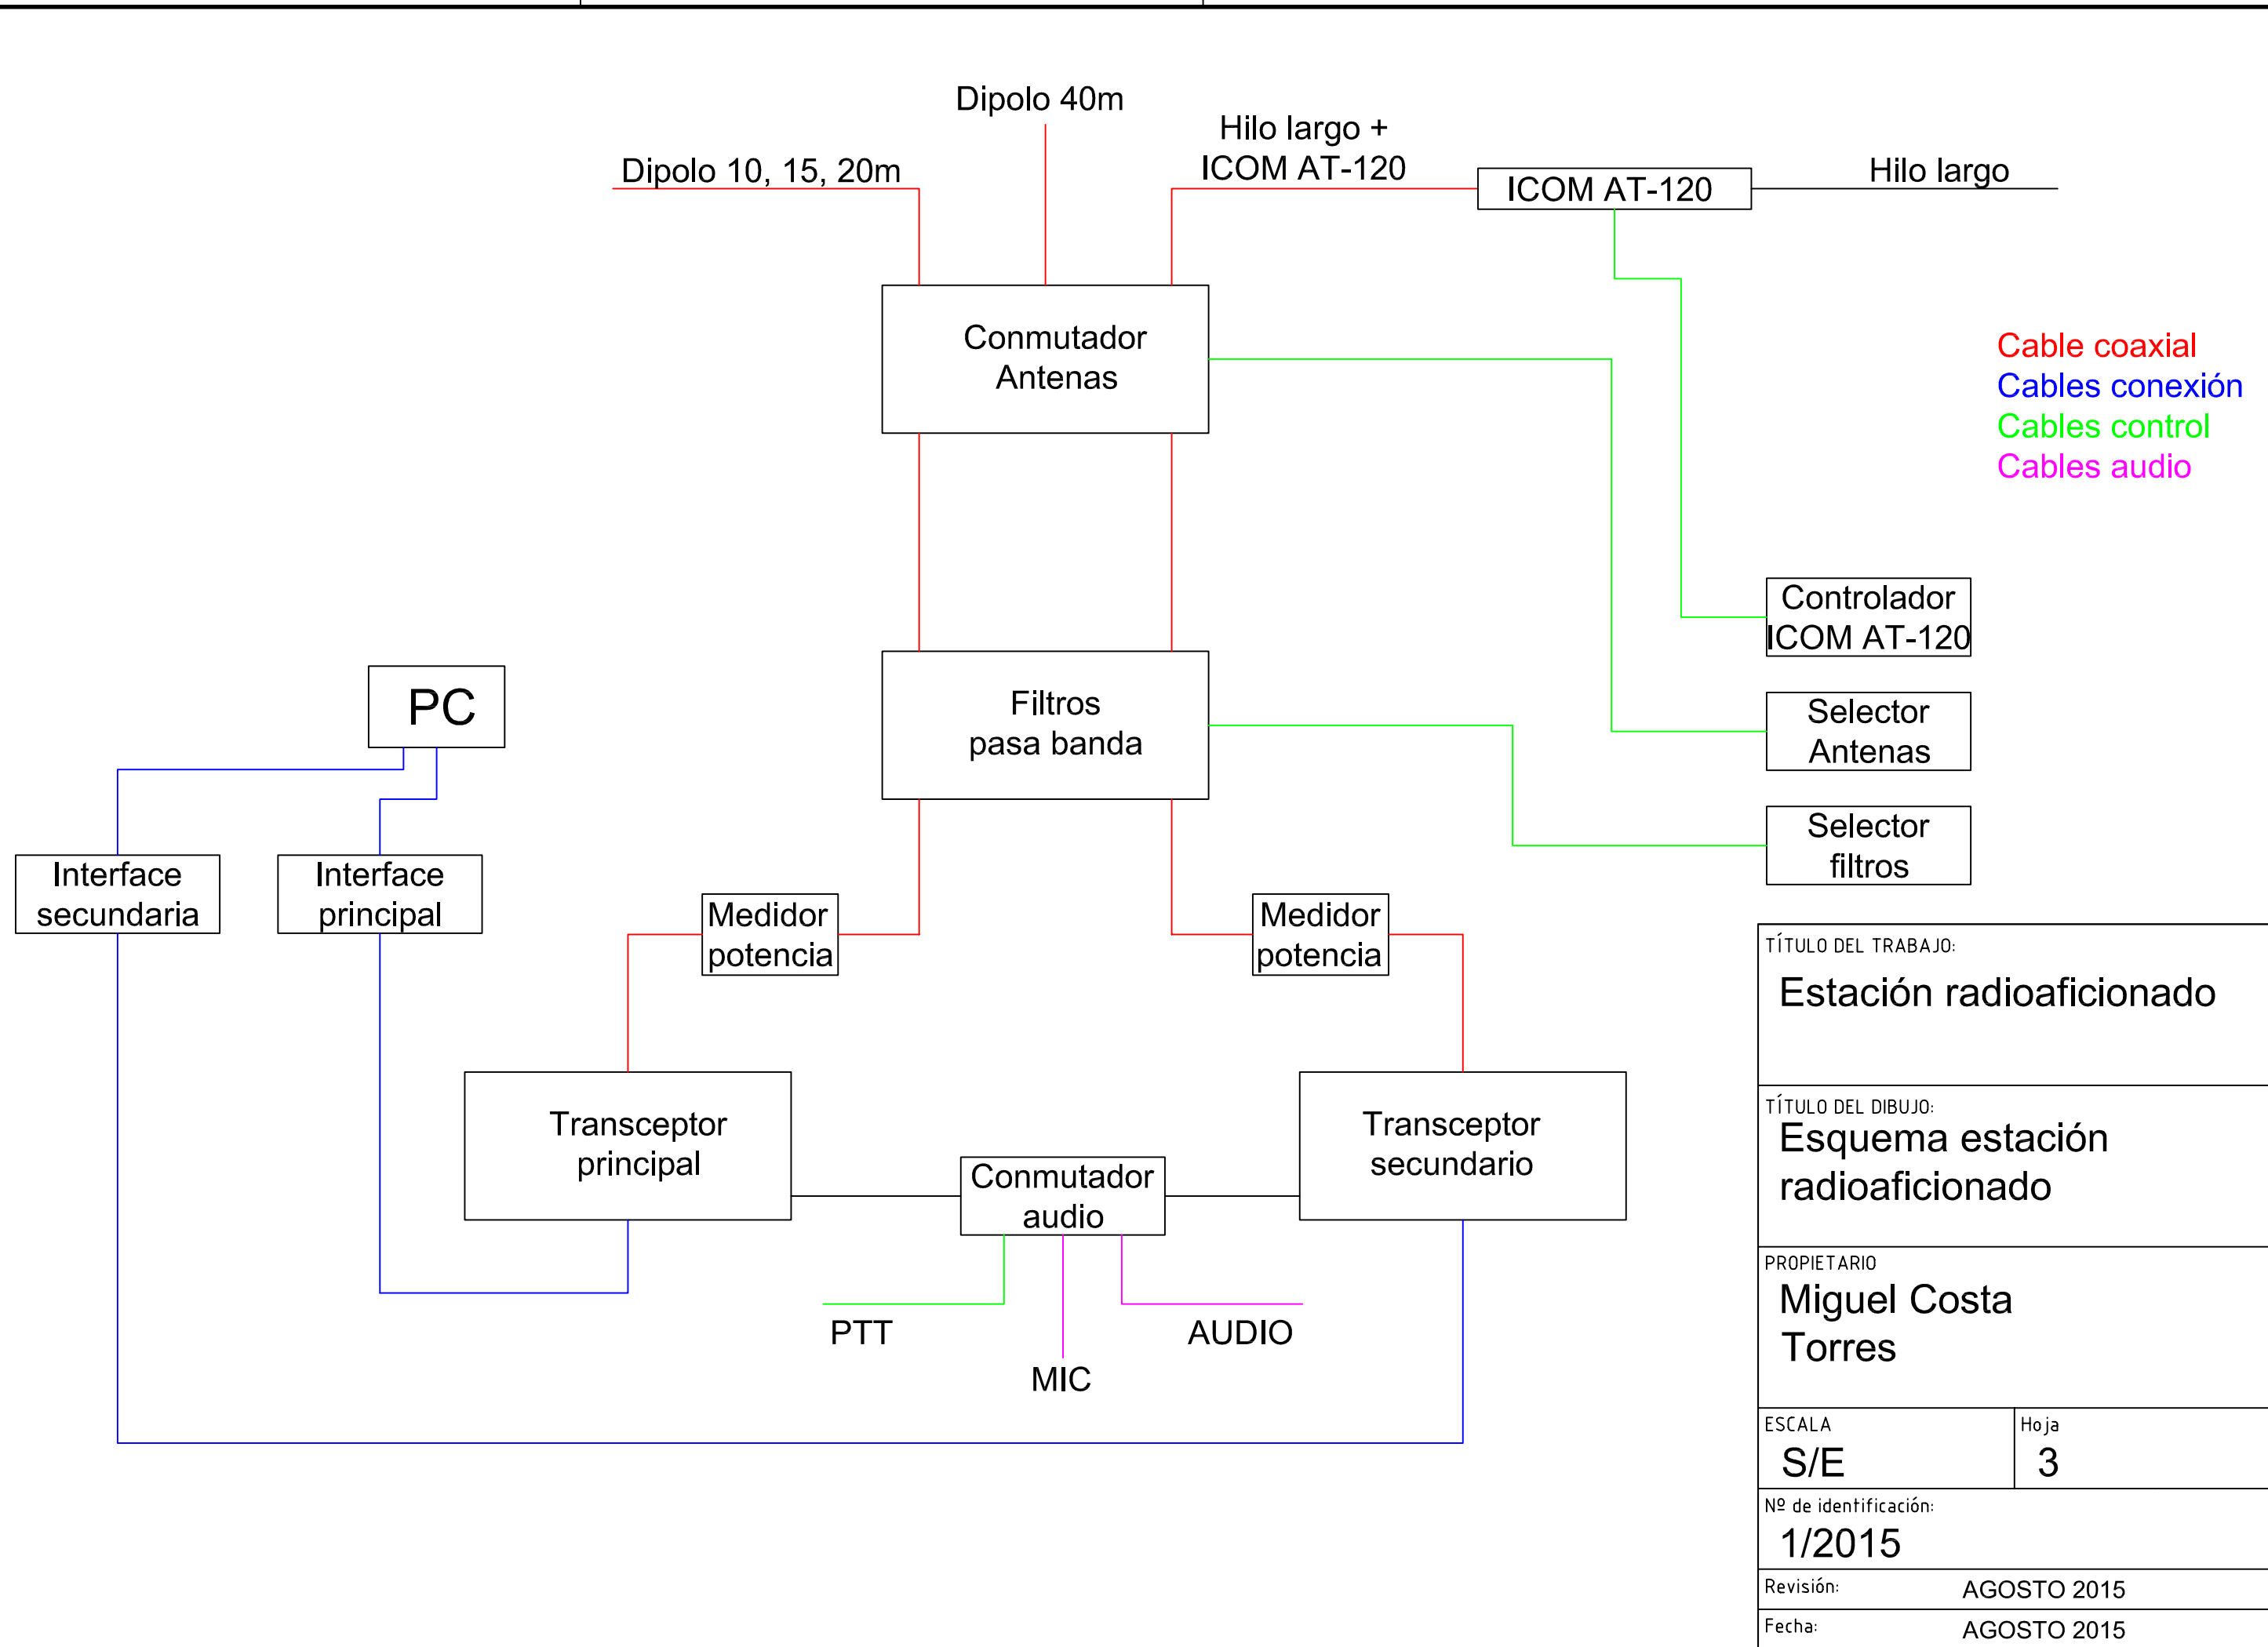 Dipolo 40m
Dipolo 10, 15, 20m
Hilo largo +
ICOM AT-120
ICOM AT-120
Hilo largo
Conmutador
Antenas
Cable coaxial
Cables conexión
Cables control
Cables audio
Controlador
ICOM AT-120
Selector
Antenas
Selector
filtros
Filtros
pasa banda
PC
Interface
secundaria
Interface
principal
Medidor
potencia
Medidor
potencia
Transceptor
principal
Conmutador
audio
Transceptor
secundario
PTT
MIC
AUDIO
TÍTULO DEL TRABAJO:
Estación radioaficionado
TÍTULO DEL DIBUJO:
Esquema estación
radioaficionado
PROPIETARIO
Miguel Costa
Torres
ESCALA
S/E
Hoja
3
Nº de identificación:
1/2015
Revisión: AGOSTO 2015
Fecha: AGOSTO 2015